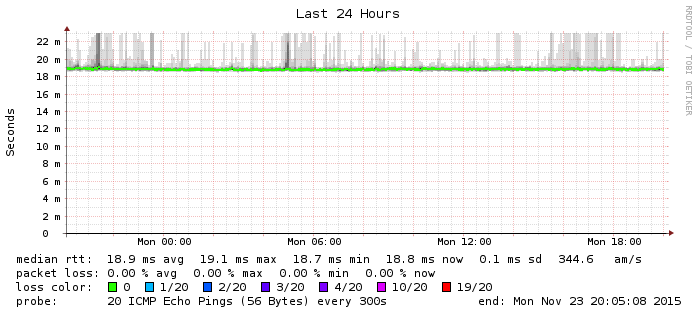 Last 24 Hours
RRDTOOL / TOBI OETIKER
Seconds
22 m
20 m
18 m
16 m
14 m
12 m
10 m
8 m
6 m
4 m
2 m
0
Mon 00:00 Mon 06:00 Mon 12:00 Mon 18:00
median rtt: 18.9 ms avg 19.1 ms max 18.7 ms min 18.8 ms now 0.1 ms sd 344.6 am/s
packet loss: 0.00 % avg 0.00 % max 0.00 % min 0.00 % now
loss color: 0 1/20 2/20 3/20 4/20 10/20 19/20
probe: 20 ICMP Echo Pings (56 Bytes) every 300s end: Mon Nov 23 20:05:08 2015